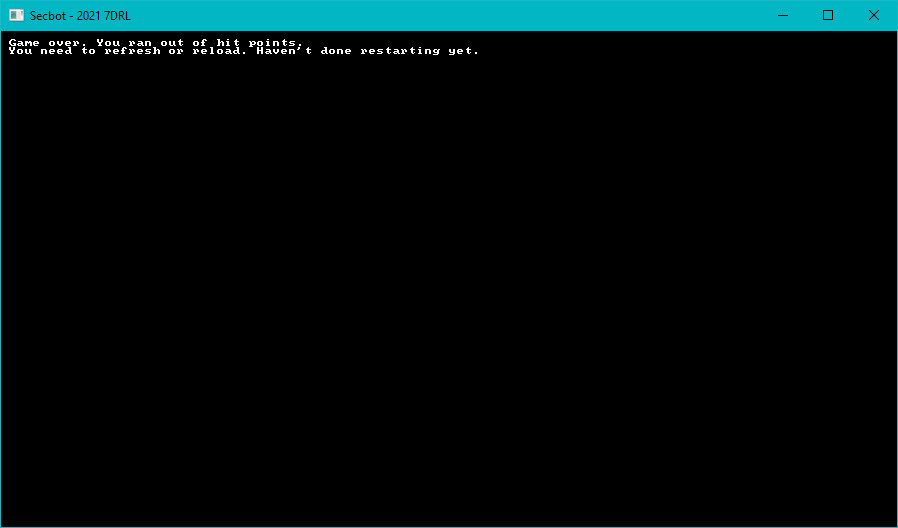 Secbot - 2021 7DRL
Game over. You ran out of hit points.
You need to refresh or reload. Haven't done restarting yet.